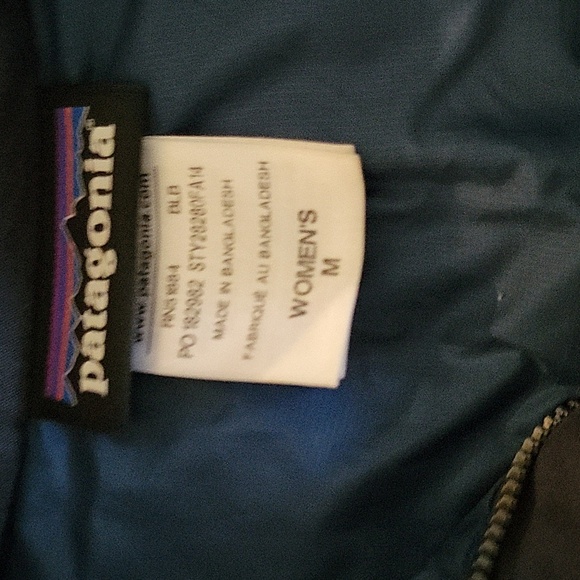 patagonia®
www.patagonia.com
RN51884 BLB
PO 182982 STY28280FA14
MADE IN BANGLADESH
FABRIQUÉ AU BANGLADESH
WOMEN'S
M